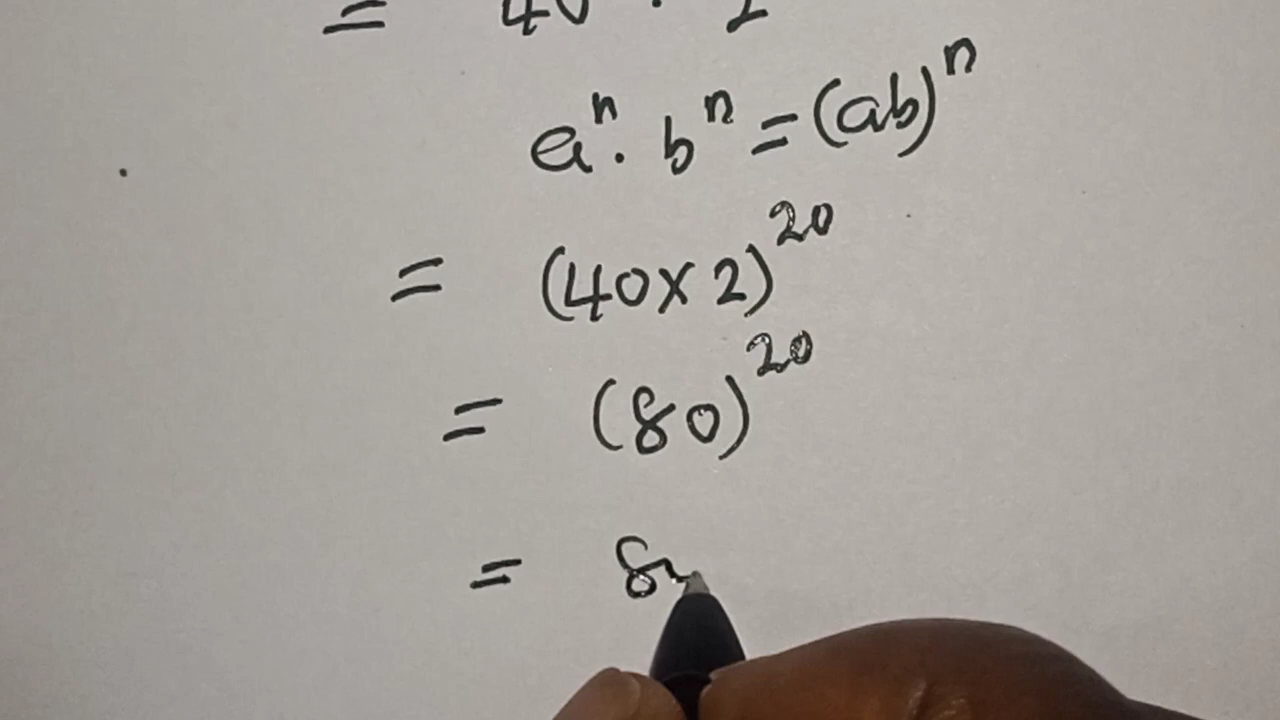 = 40 · 2
aⁿ · bⁿ = (ab)ⁿ
= (40×2)²⁰
= (80)²⁰
= 8